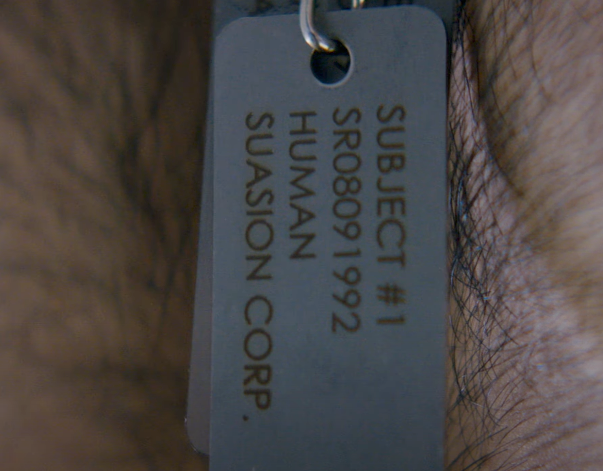 SUBJECT #1
SR08091992
HUMAN
SUASION CORP.